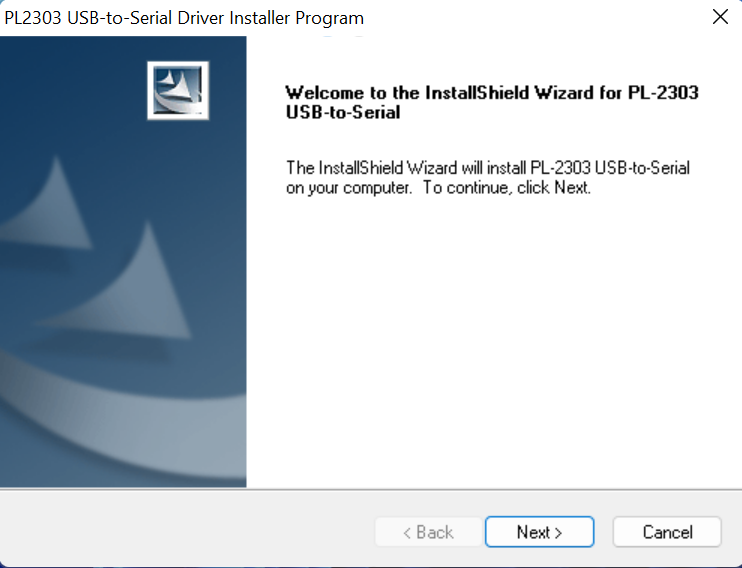 PL2303 USB-to-Serial Driver Installer Program
Welcome to the InstallShield Wizard for PL-2303
USB-to-Serial
The InstallShield Wizard will install PL-2303 USB-to-Serial
on your computer.  To continue, click Next.
< Back
Next >
Cancel